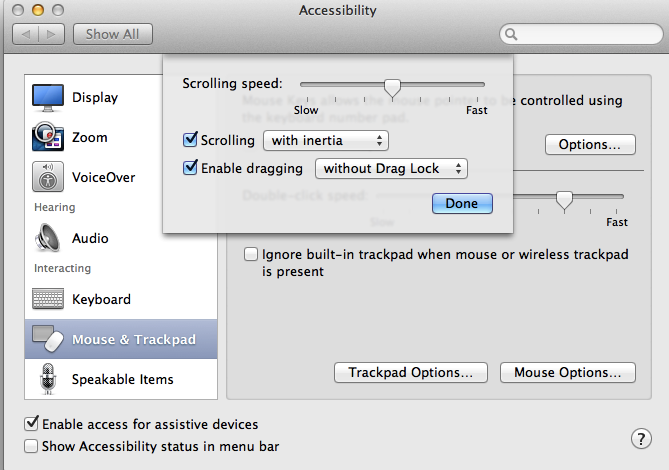 Accessibility
Show All
Display
Zoom
VoiceOver
Hearing
Audio
Interacting
Keyboard
Mouse & Trackpad
Speakable Items
Scrolling speed:
Slow
Fast
Scrolling
with inertia
Enable dragging
without Drag Lock
Done
Mouse Keys allows the mouse pointer to be controlled using
the keyboard number pad.
Options...
Double-click speed:
Slow
Fast
Ignore built-in trackpad when mouse or wireless trackpad
is present
Trackpad Options...
Mouse Options...
Enable access for assistive devices
Show Accessibility status in menu bar
?